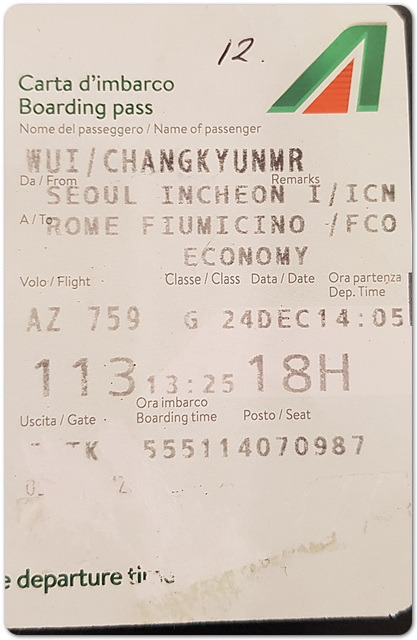 12.
Carta d'imbarco
Boarding pass
Nome del passeggero / Name of passenger
WUI/CHANGKYUNMR
Da / From Remarks
SEOUL INCHEON I/ICN
A / To ROME FIUMICINO /FCO
ECONOMY
Volo / Flight Classe / Class Data / Date Ora partenza
Dep. Time
AZ 759 G 24DEC14:05
113 13:25 18H
Ora imbarco
Uscita / Gate Boarding time Posto / Seat
TK 555114070987
e departure time